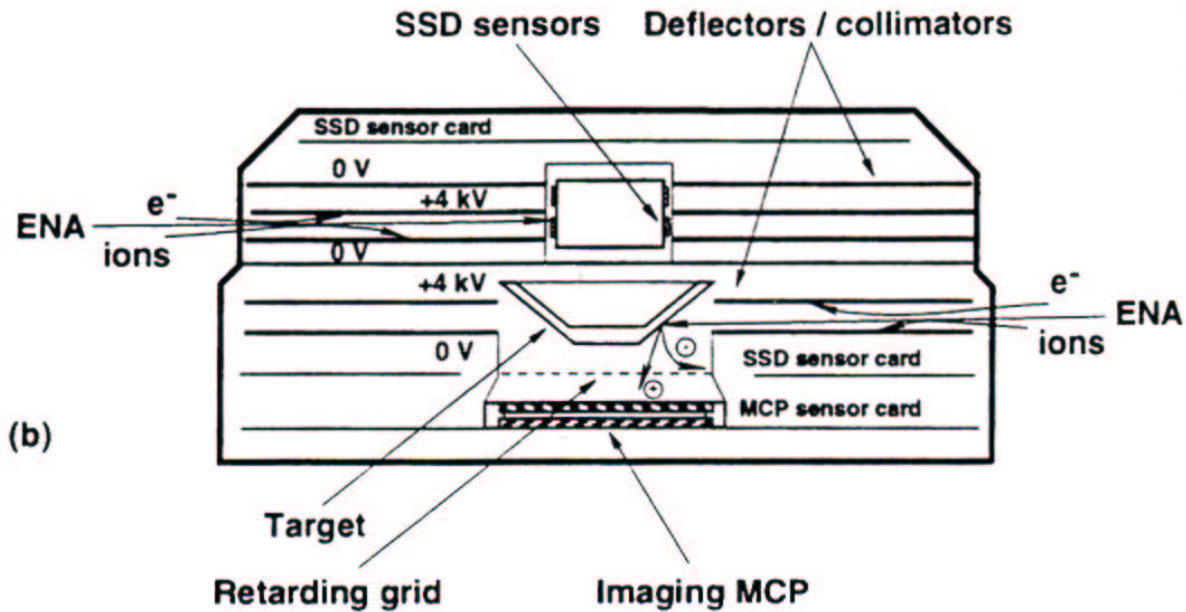 SSD sensors Deflectors / collimators
SSD sensor card
0 V
e⁻ +4 kV
ENA
ions 0 V
+4 kV e⁻
ENA
ions
0 V SSD sensor card
MCP sensor card
(b)
Target
Retarding grid Imaging MCP